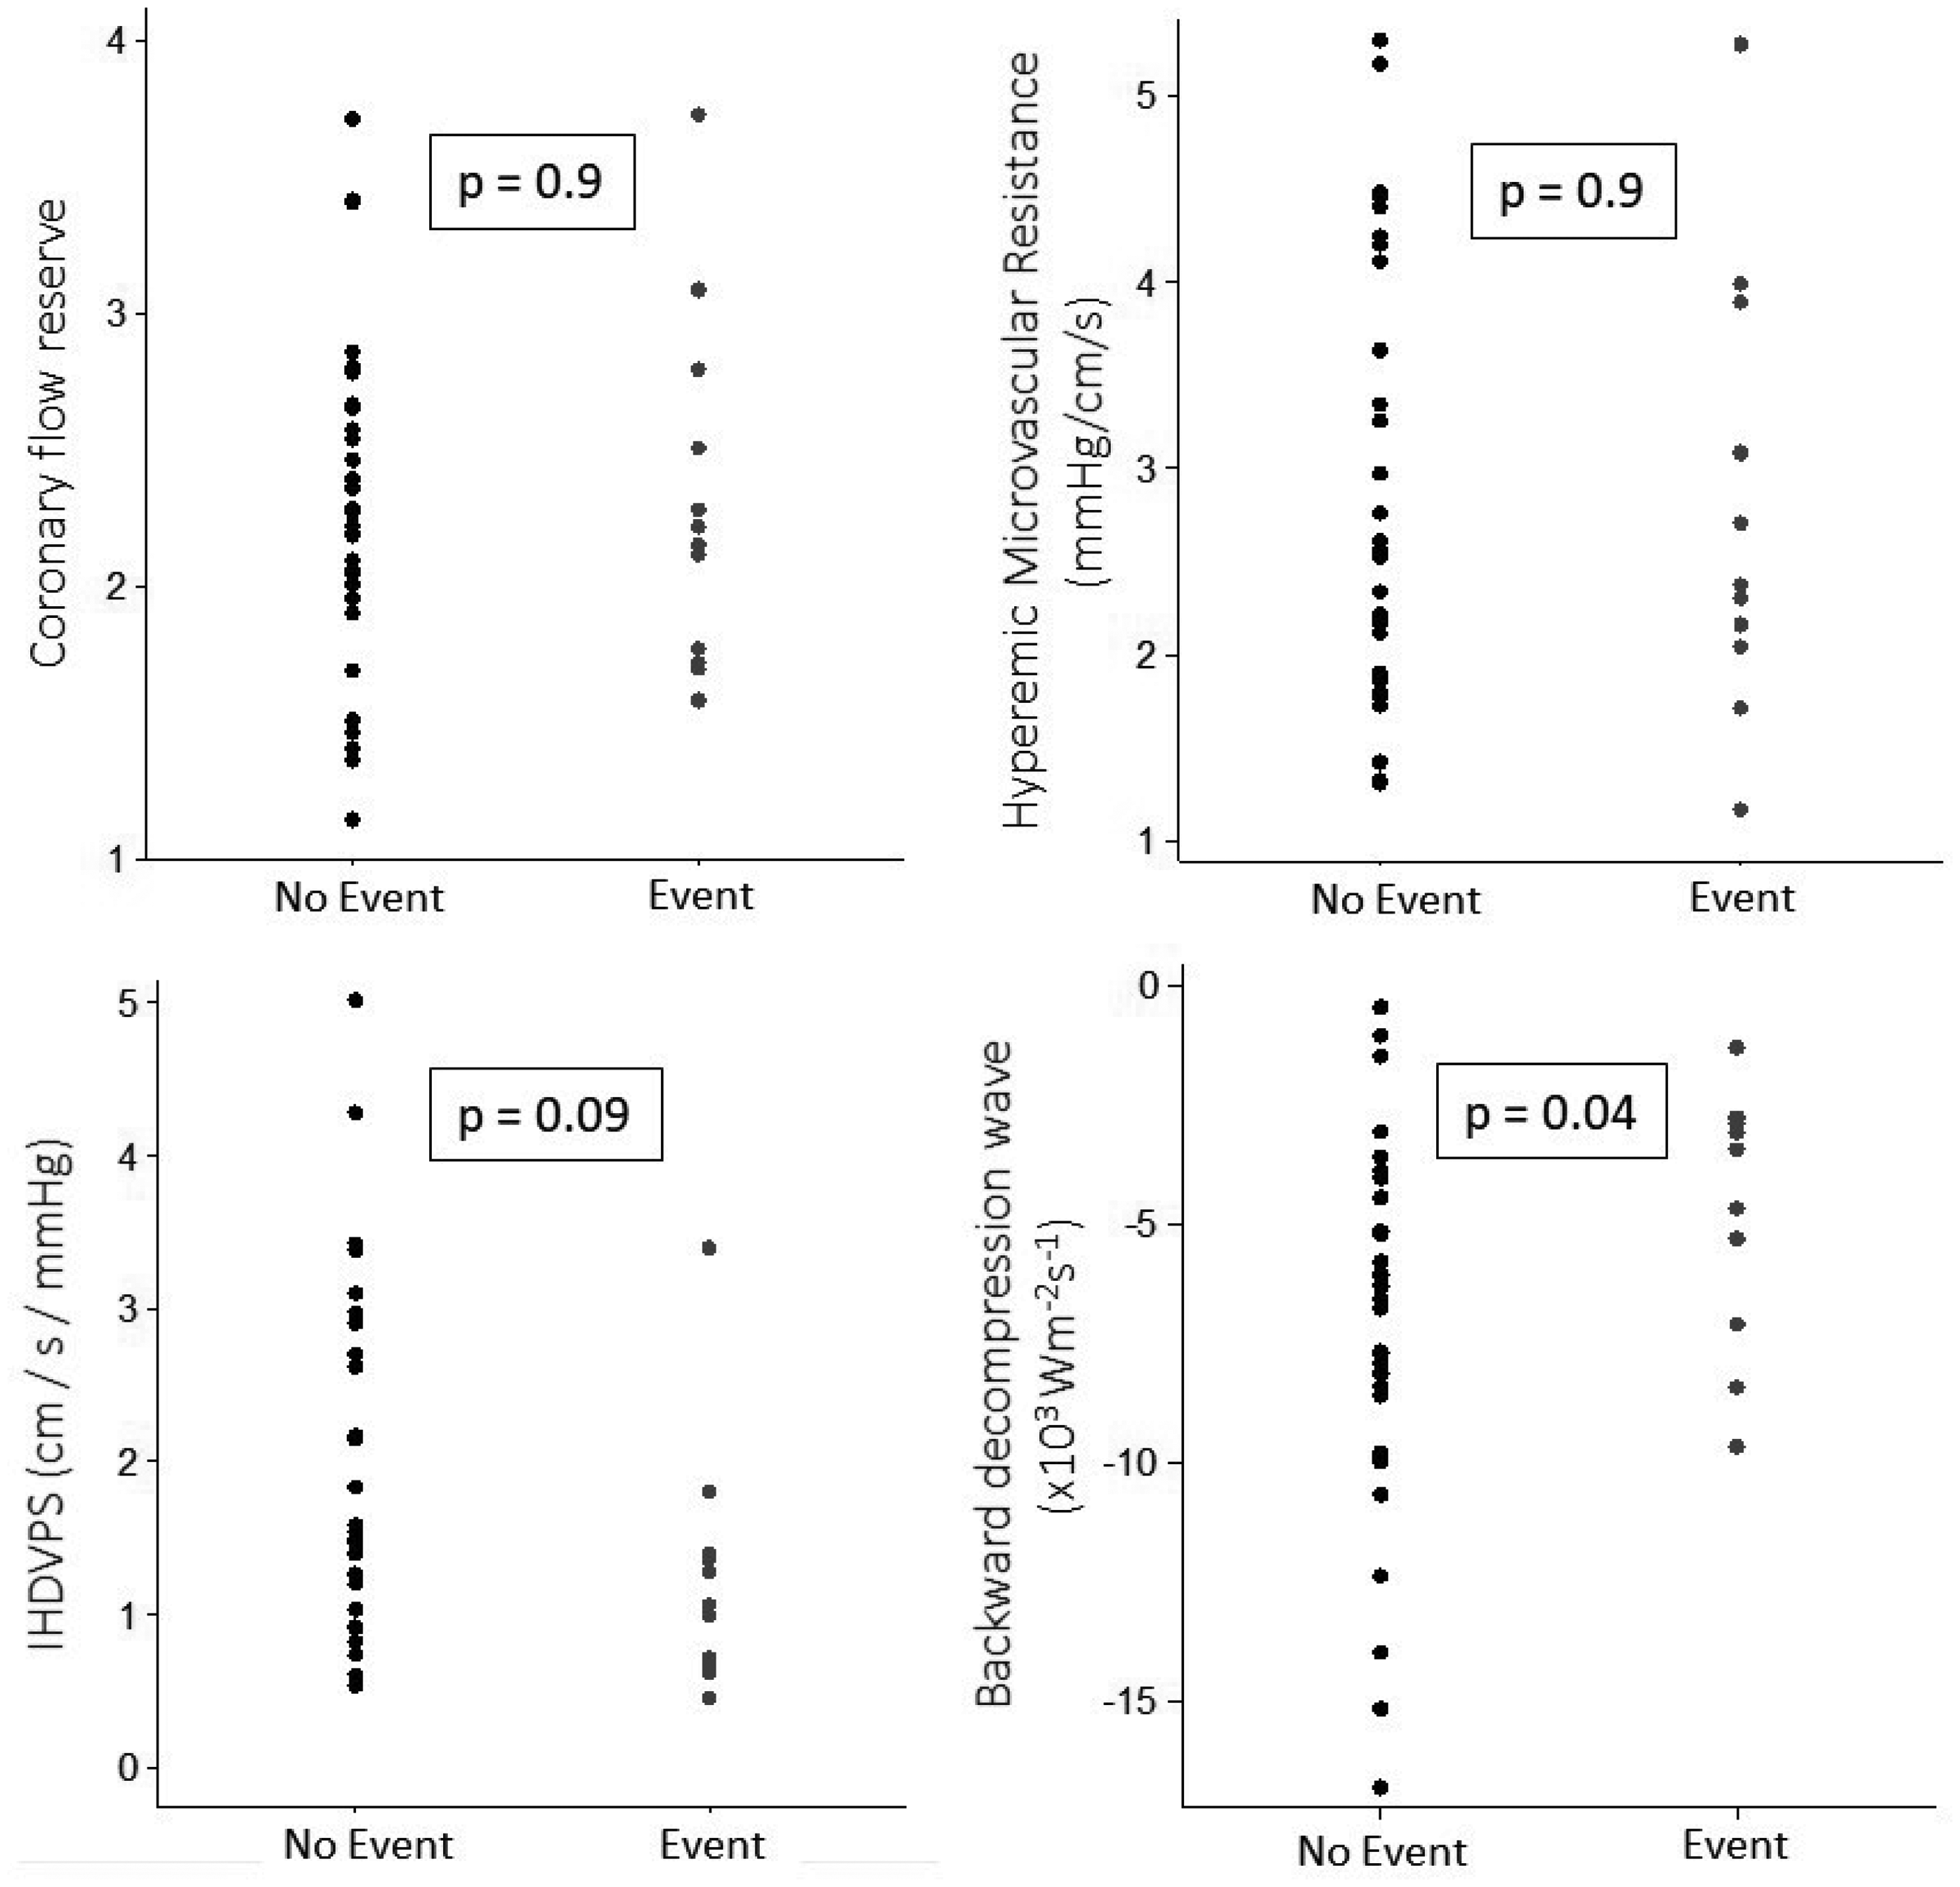 Coronary flow reserve
4
3
2
1
p = 0.9
No Event
Event
Hyperemic Microvascular Resistance
(mmHg/cm/s)
5
4
3
2
1
p = 0.9
No Event
Event
IHDVPS (cm / s / mmHg)
5
4
3
2
1
0
p = 0.09
No Event
Event
Backward decompression wave
(x10³ Wm⁻²s⁻¹)
0
-5
-10
-15
p = 0.04
No Event
Event